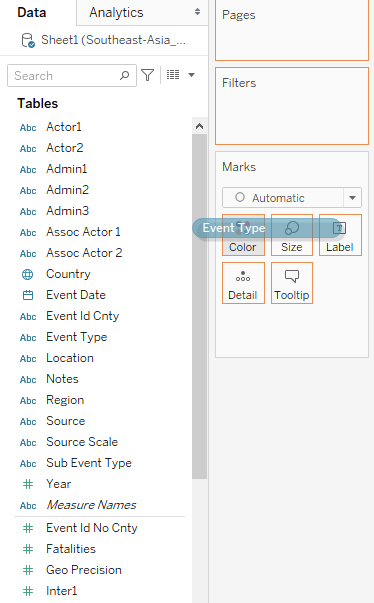 Data
Analytics
Sheet1 (Southeast-Asia_...
Search
Tables
Abc Actor1
Abc Actor2
Abc Admin1
Abc Admin2
Abc Admin3
Abc Assoc Actor 1
Abc Assoc Actor 2
Country
Event Date
Abc Event Id Cnty
Abc Event Type
Abc Location
Abc Notes
Abc Region
Abc Source
Abc Source Scale
Abc Sub Event Type
# Year
Abc Measure Names
# Event Id No Cnty
# Fatalities
# Geo Precision
# Inter1
Pages
Filters
Marks
Automatic
Event Type
T
Color
Size
Label
Detail
Tooltip